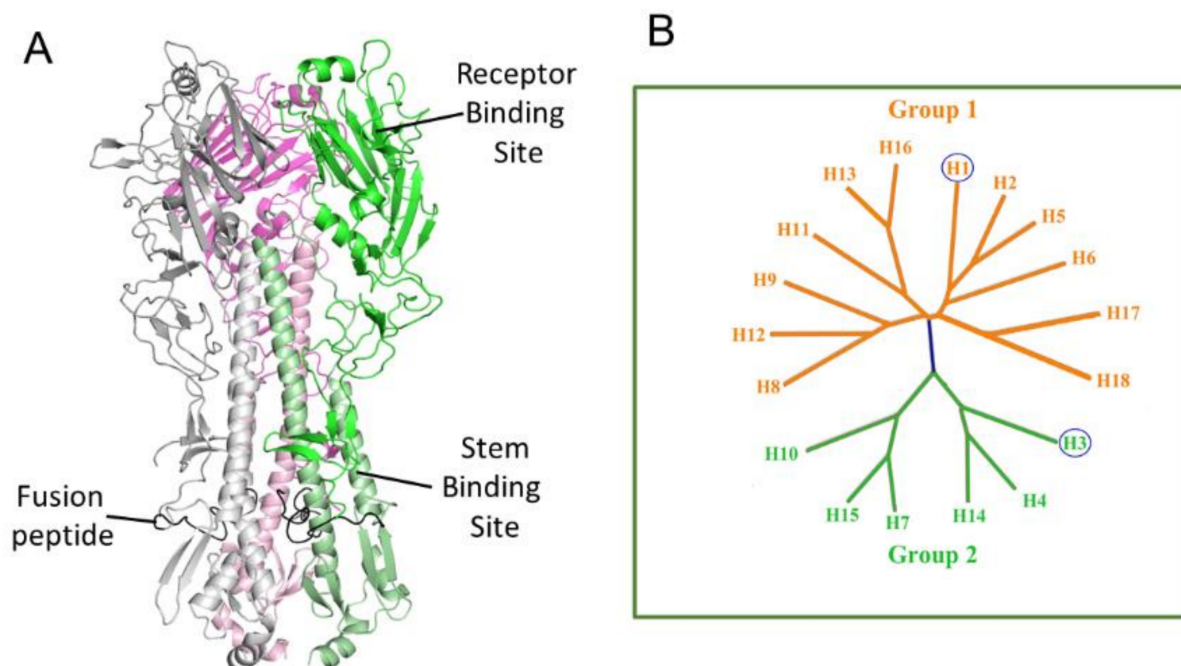 A
Receptor
Binding
Site
Stem
Binding
Site
Fusion
peptide
B
Group 1
H16
H1
H13
H2
H5
H11
H6
H9
H17
H12
H18
H8
H3
H10
H4
H15
H14
H7
Group 2